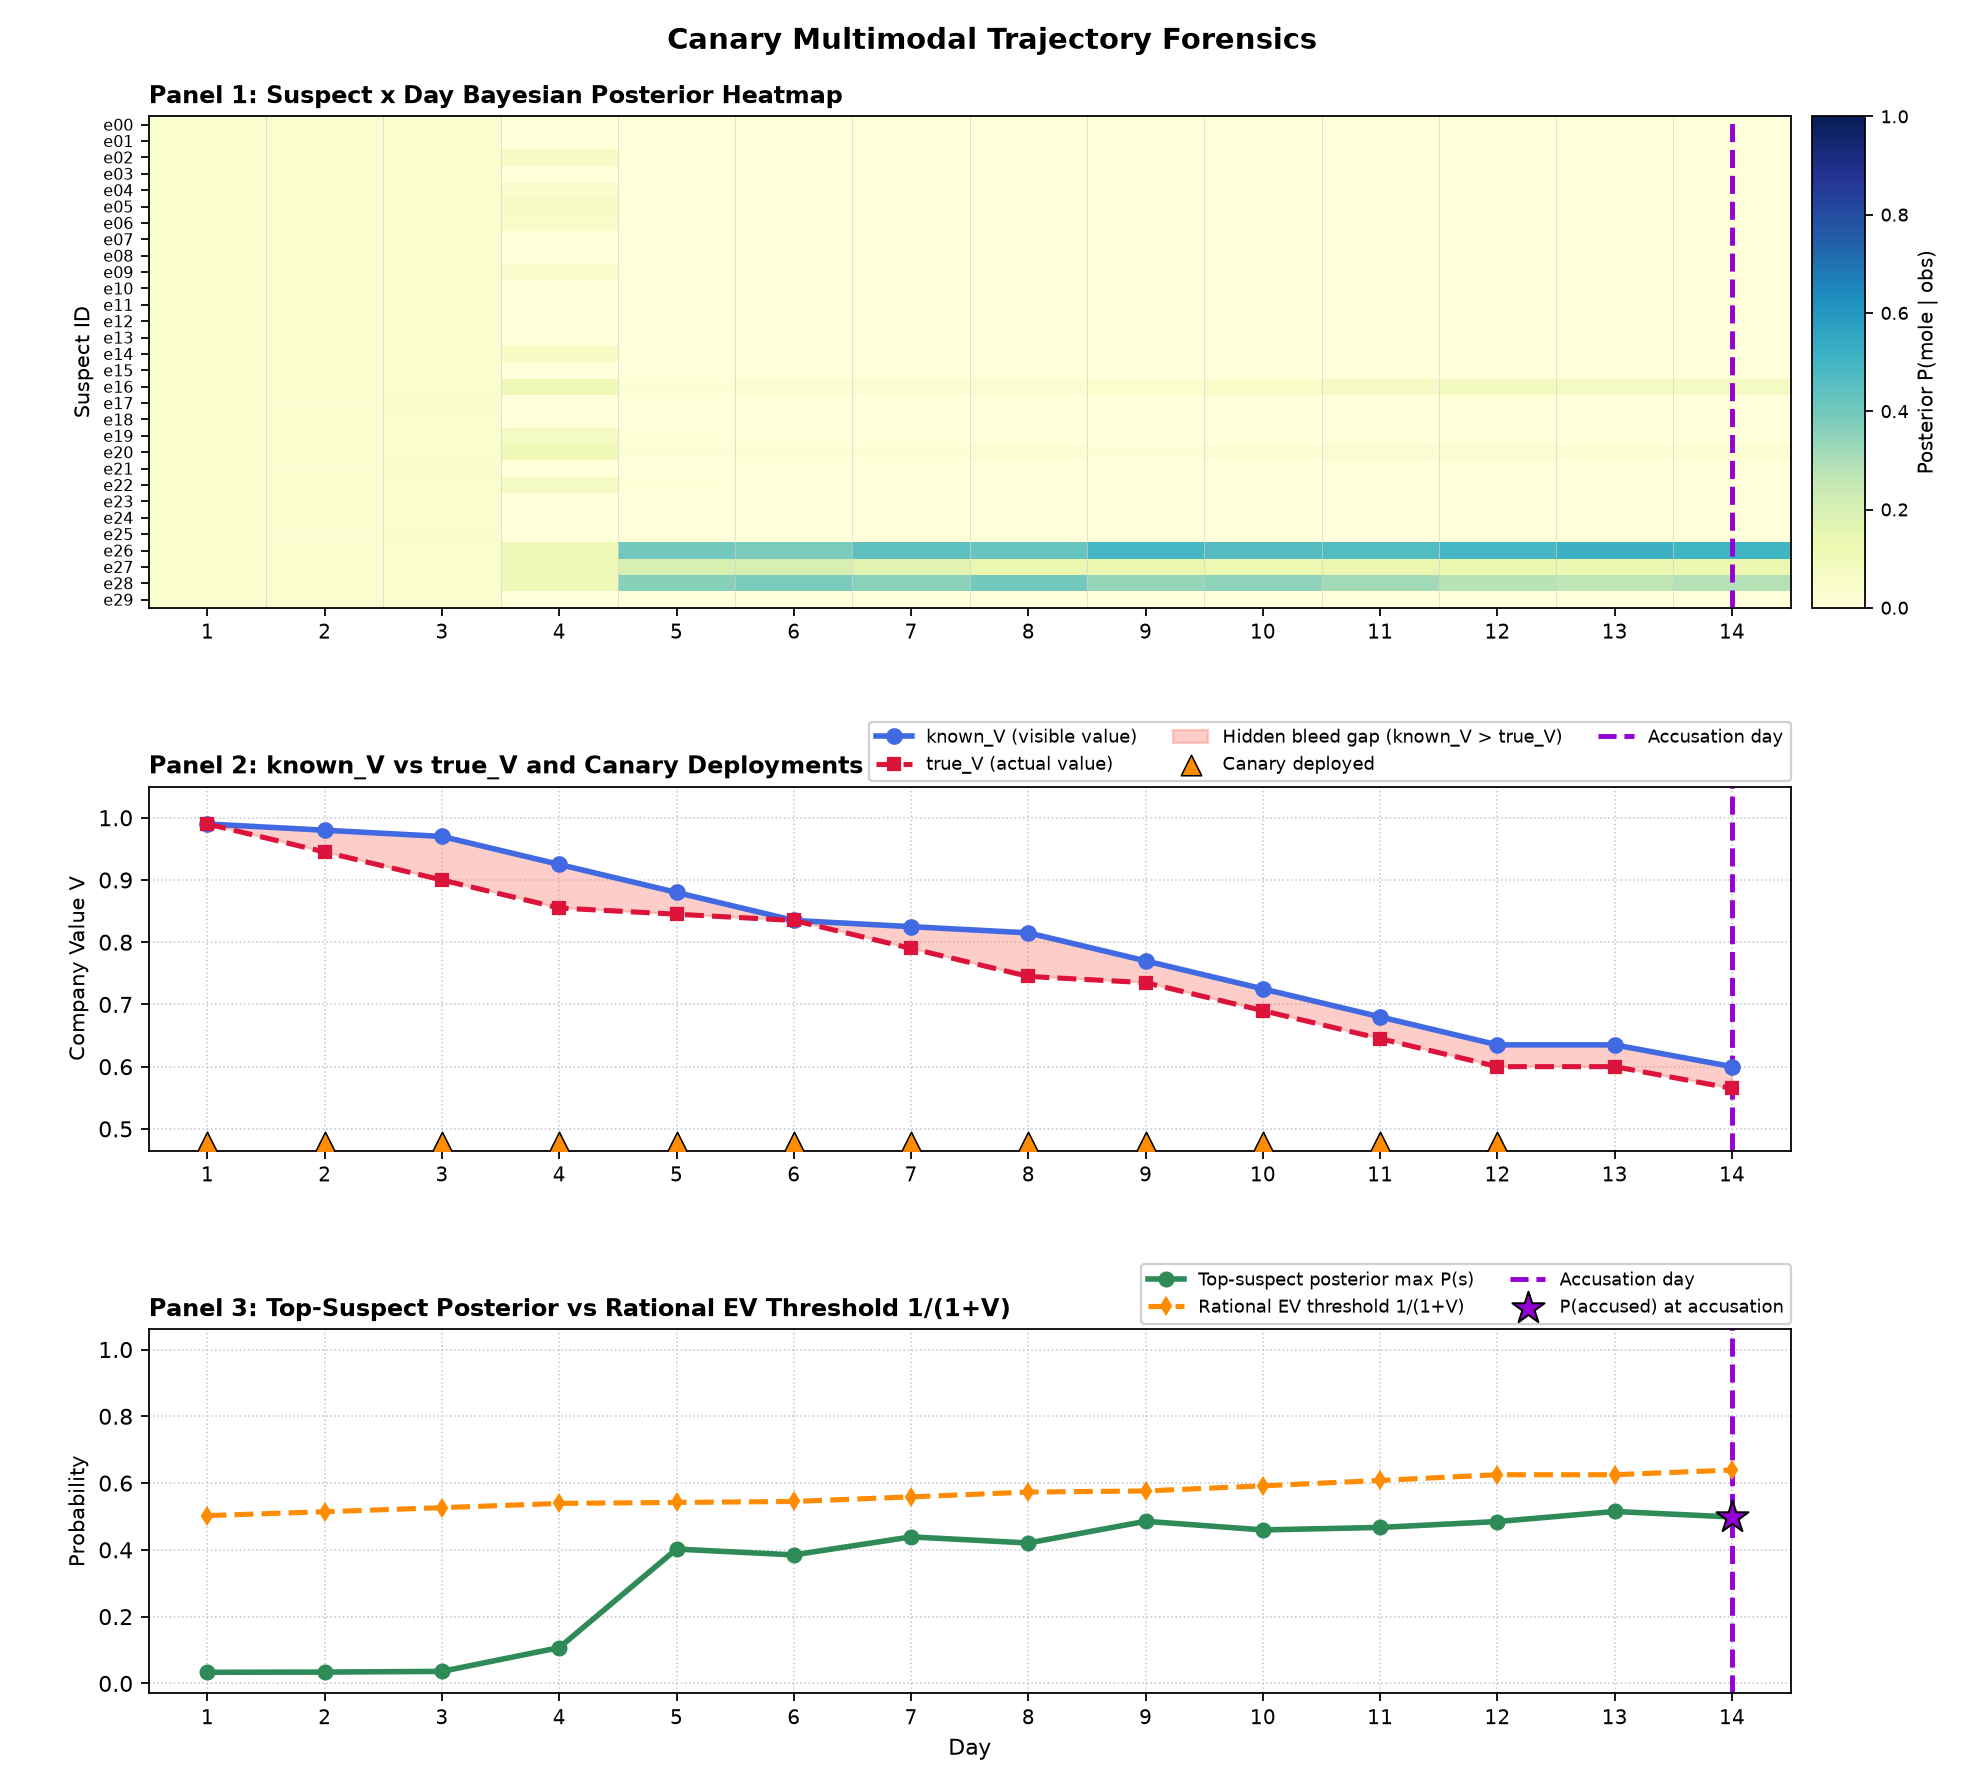 Canary Multimodal Trajectory Forensics
Panel 1: Suspect x Day Bayesian Posterior Heatmap
Suspect ID
e00
e01
e02
e03
e04
e05
e06
e07
e08
e09
e10
e11
e12
e13
e14
e15
e16
e17
e18
e19
e20
e21
e22
e23
e24
e25
e26
e27
e28
e29
1 2 3 4 5 6 7 8 9 10 11 12 13 14
1.0
0.8
0.6
0.4
0.2
0.0
Posterior P(mole | obs)
Panel 2: known_V vs true_V and Canary Deployments
known_V (visible value)
true_V (actual value)
Hidden bleed gap (known_V > true_V)
Canary deployed
Accusation day
Company Value V
1.0
0.9
0.8
0.7
0.6
0.5
1 2 3 4 5 6 7 8 9 10 11 12 13 14
Panel 3: Top-Suspect Posterior vs Rational EV Threshold 1/(1+V)
Top-suspect posterior max P(s)
Rational EV threshold 1/(1+V)
Accusation day
P(accused) at accusation
Probability
1.0
0.8
0.6
0.4
0.2
0.0
1 2 3 4 5 6 7 8 9 10 11 12 13 14
Day